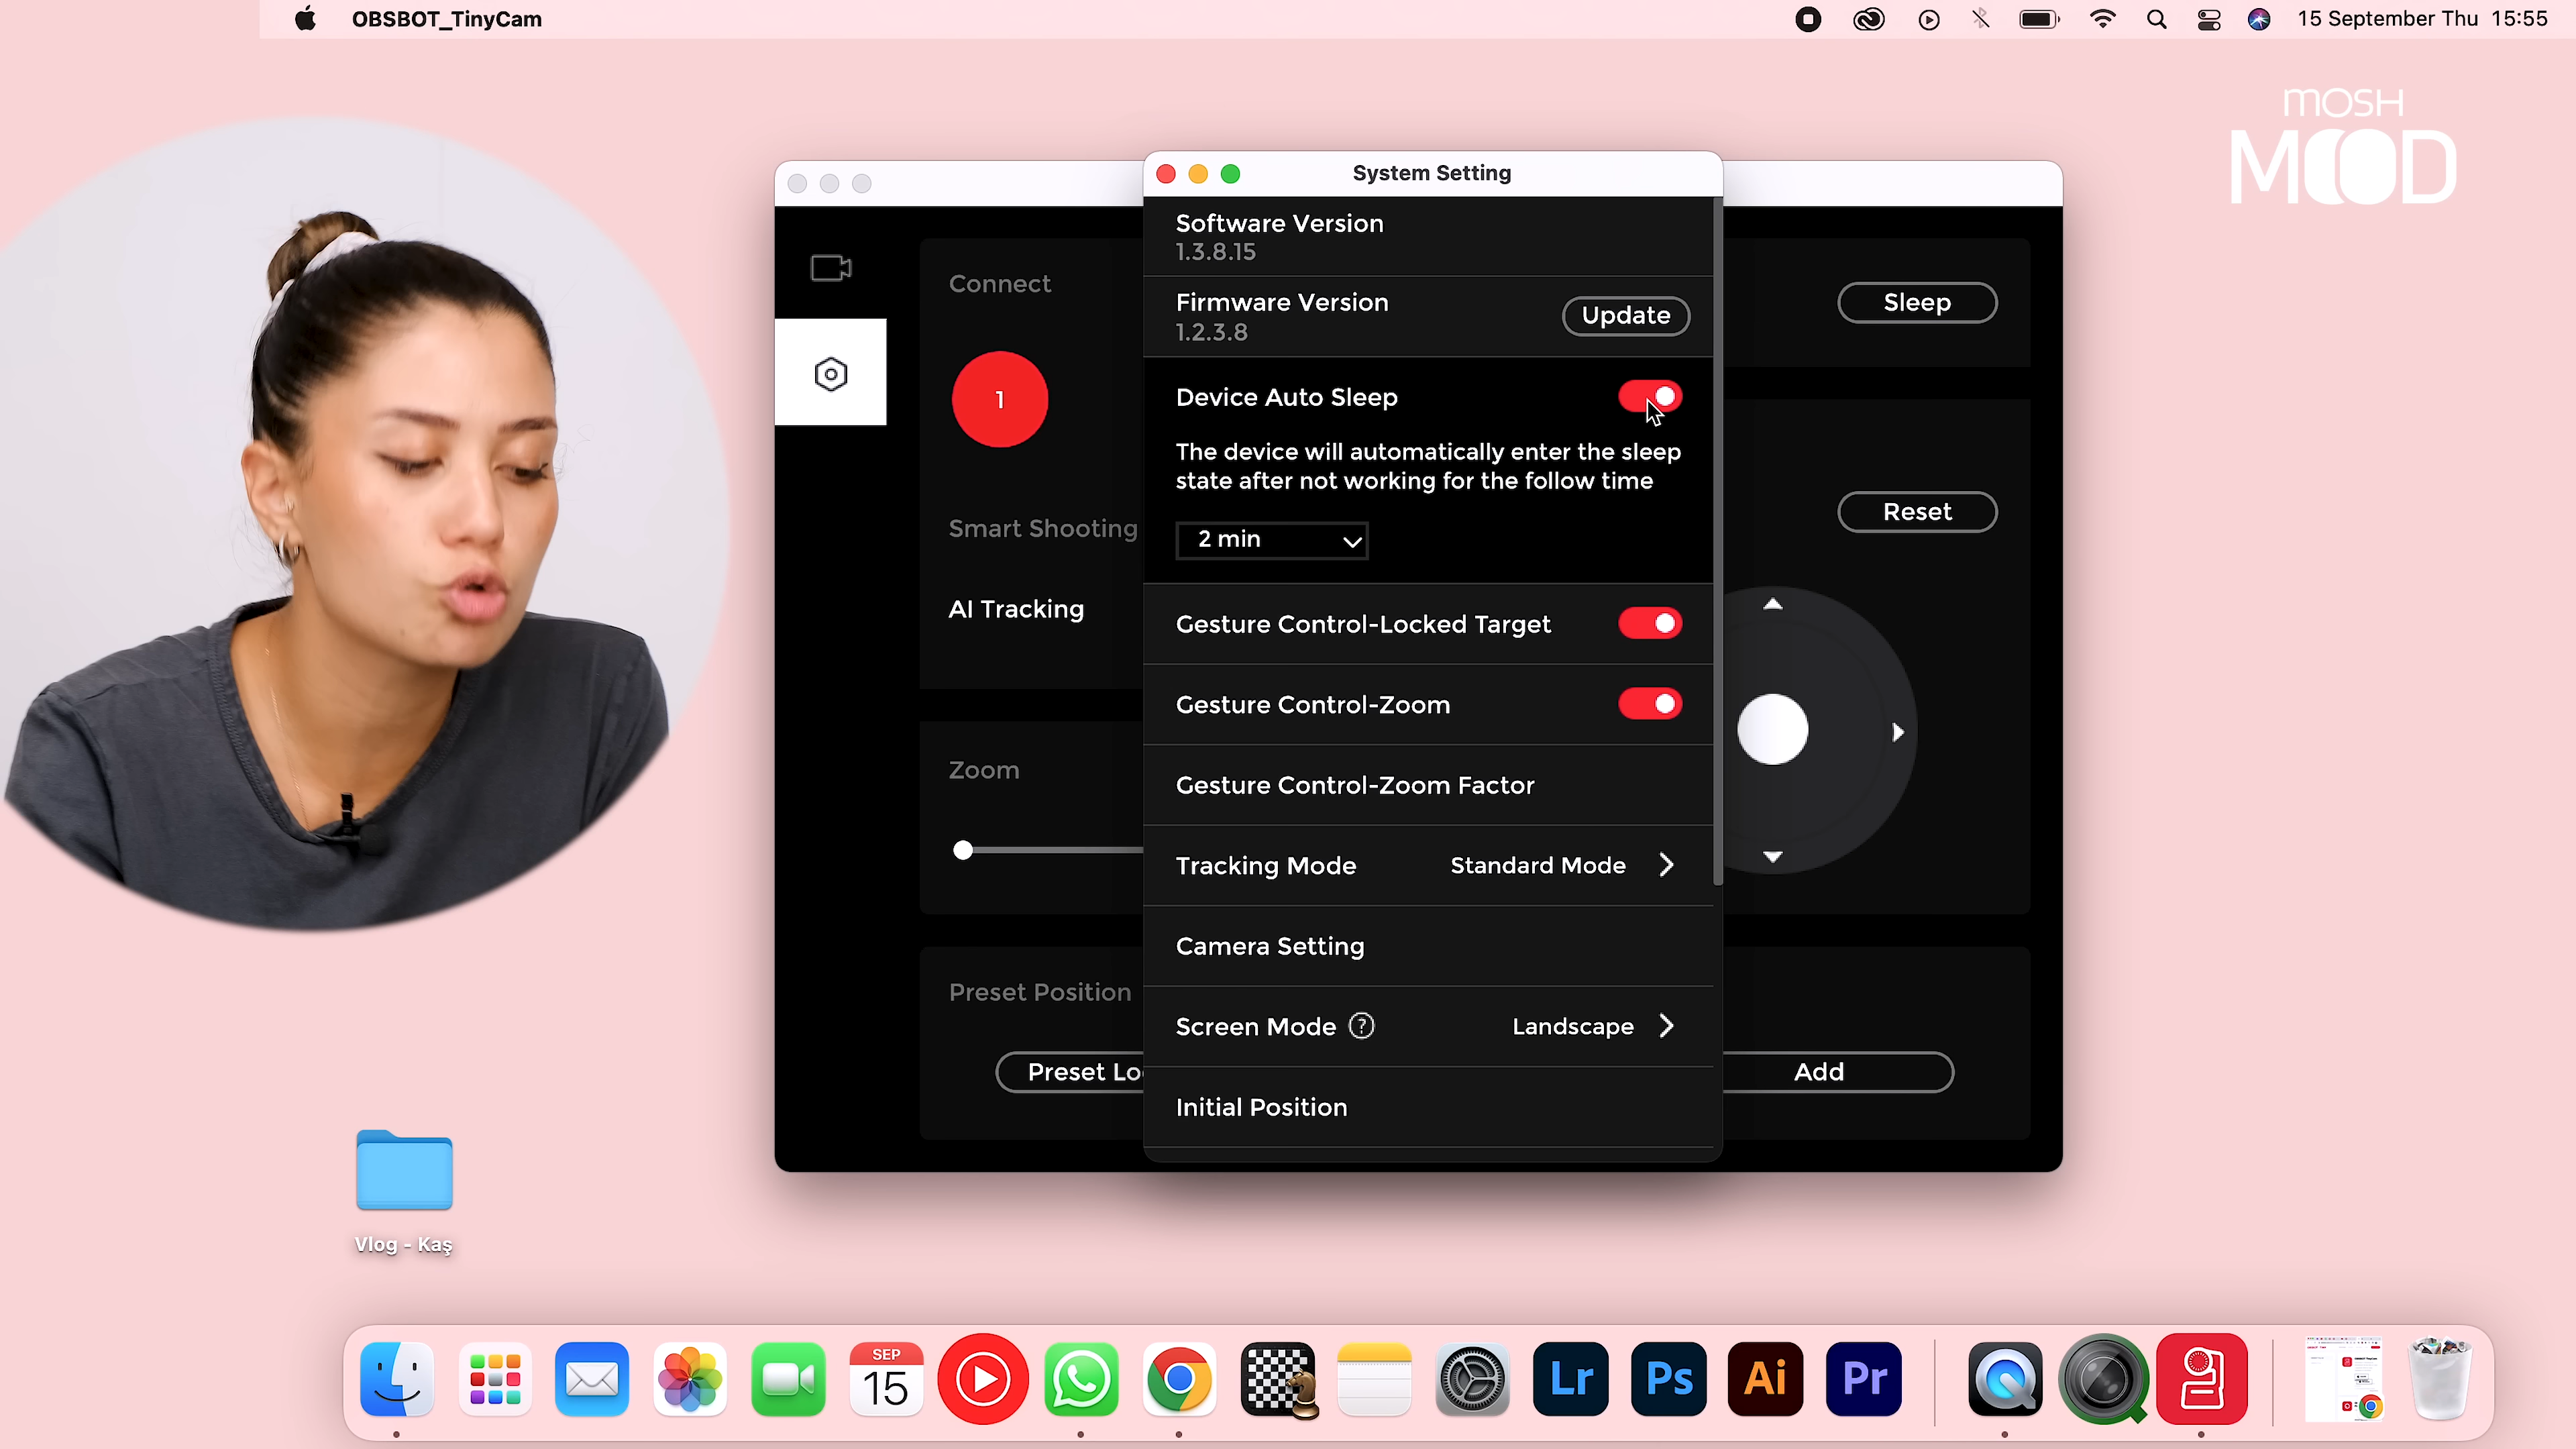 OBSBOT_TinyCam
15 September Thu 15:55
MOSH
MOOD
System Setting
Software Version
1.3.8.15
Firmware Version
1.2.3.8
Update
Device Auto Sleep
The device will automatically enter the sleep
state after not working for the follow time
2 min
Gesture Control-Locked Target
Gesture Control-Zoom
Gesture Control-Zoom Factor
Tracking Mode Standard Mode
Camera Setting
Screen Mode ? Landscape
Initial Position
Connect
1
Smart Shooting
AI Tracking
Zoom
Preset Position
Preset Lo
Sleep
Reset
Add
Vlog - Kaş
SEP
15
Lr
Ps
Ai
Pr